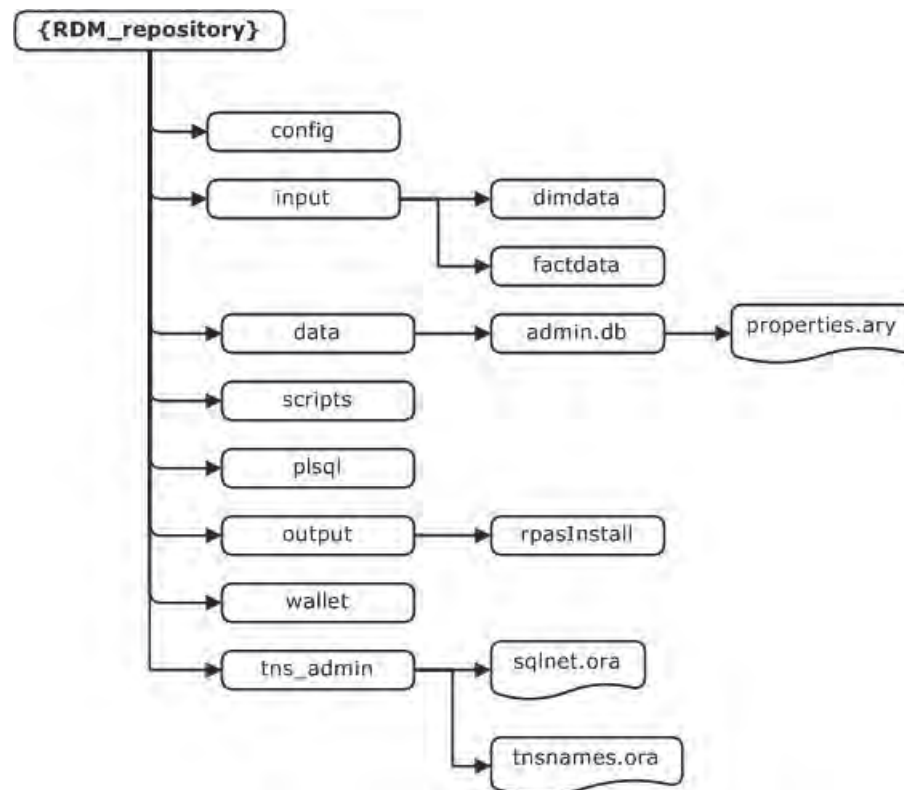 {RDM_repository}
config
input
dimdata
factdata
data
admin.db
properties.ary
scripts
plsql
output
rpasInstall
wallet
tns_admin
sqlnet.ora
tnsnames.ora